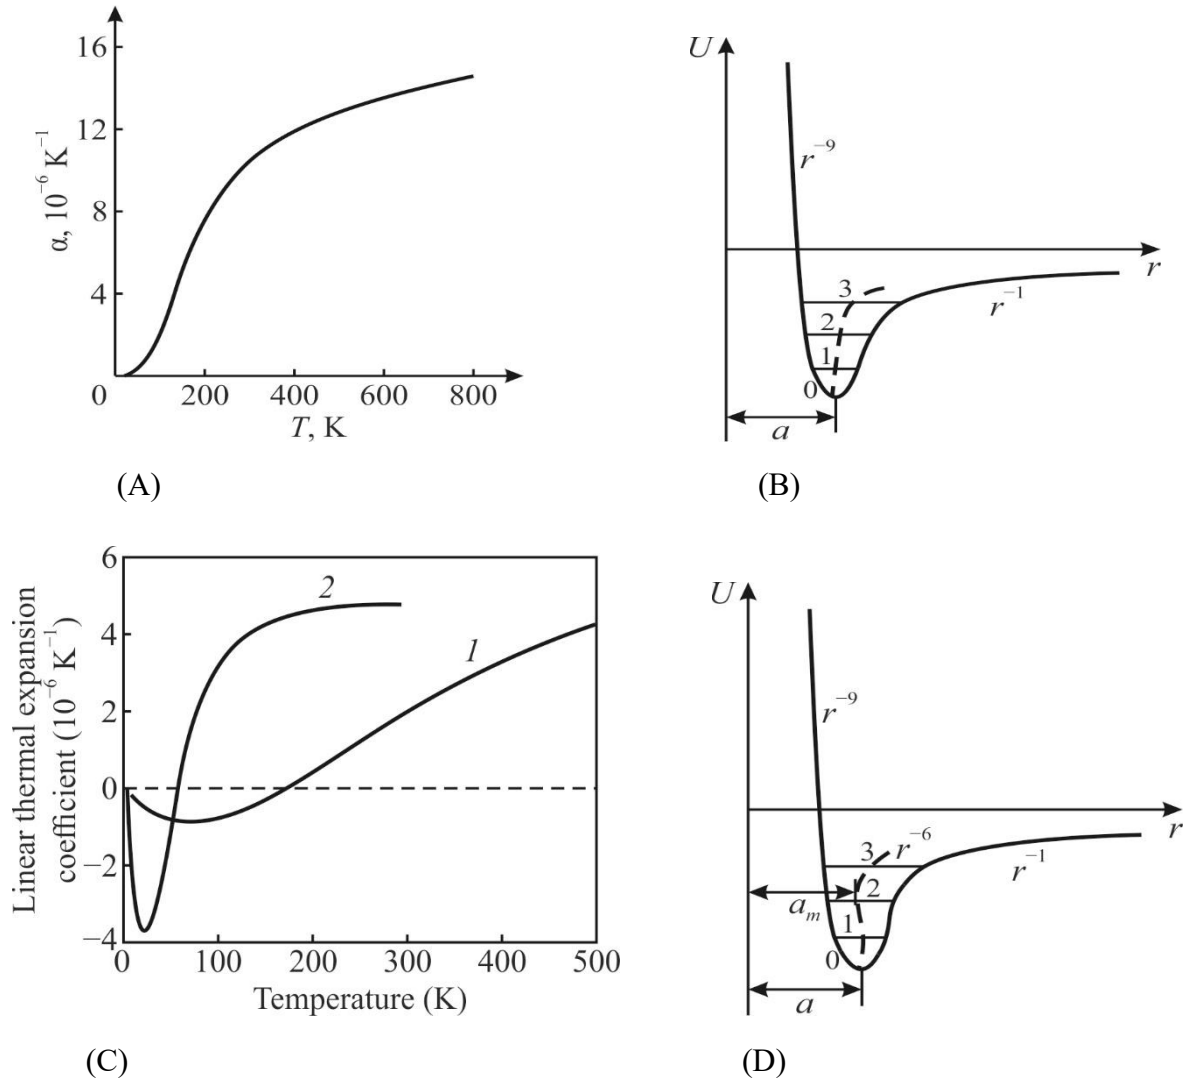 α, 10⁻⁶ K⁻¹
16
12
8
4
0
200
400
600
800
T, K
(A)
U
r⁻⁹
3
2
1
0
r⁻¹
r
a
(B)
Linear thermal expansion
coefficient (10⁻⁶ K⁻¹)
6
4
2
0
−2
−4
2
1
0
100
200
300
400
500
Temperature (K)
(C)
U
r⁻⁹
r
3
r⁻⁶
r⁻¹
2
aₘ
1
0
a
(D)